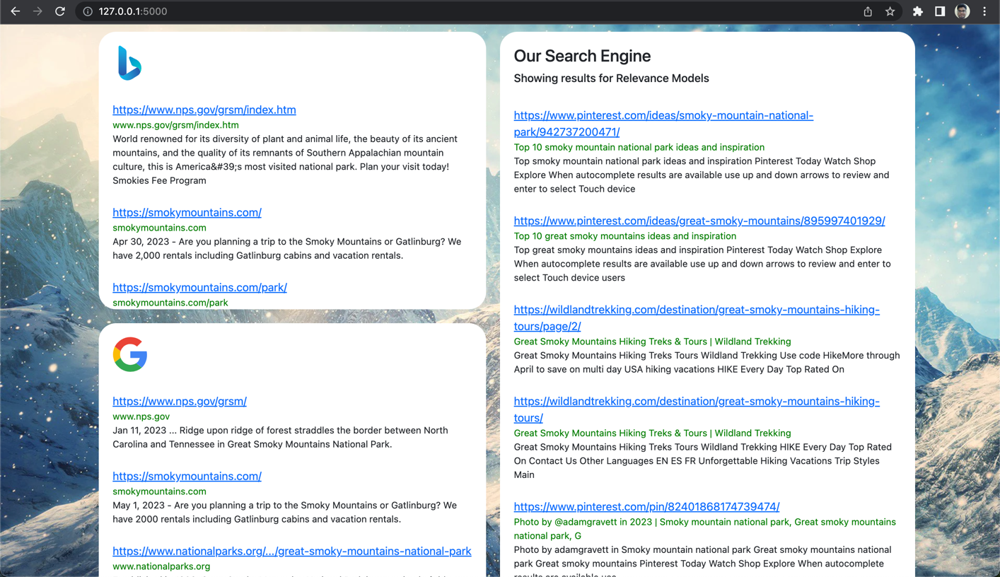 127.0.0.1:5000
https://www.nps.gov/grsm/index.htm
www.nps.gov/grsm/index.htm
World renowned for its diversity of plant and animal life, the beauty of its ancient
mountains, and the quality of its remnants of Southern Appalachian mountain
culture, this is America&#39;s most visited national park. Plan your visit today!
Smokies Fee Program
https://smokymountains.com/
smokymountains.com
Apr 30, 2023 - Are you planning a trip to the Smoky Mountains or Gatlinburg? We
have 2,000 rentals including Gatlinburg cabins and vacation rentals.
https://smokymountains.com/park/
smokymountains.com/park
https://www.nps.gov/grsm/
www.nps.gov
Jan 11, 2023 ... Ridge upon ridge of forest straddles the border between North
Carolina and Tennessee in Great Smoky Mountains National Park.
https://smokymountains.com/
smokymountains.com
May 1, 2023 - Are you planning a trip to the Smoky Mountains or Gatlinburg? We
have 2000 rentals including Gatlinburg cabins and vacation rentals.
https://www.nationalparks.org/.../great-smoky-mountains-national-park
www.nationalparks.org
Our Search Engine
Showing results for Relevance Models
https://www.pinterest.com/ideas/smoky-mountain-national-
park/942737200471/
Top 10 smoky mountain national park ideas and inspiration
Top smoky mountain national park ideas and inspiration Pinterest Today Watch Shop
Explore When autocomplete results are available use up and down arrows to review and
enter to select Touch device
https://www.pinterest.com/ideas/great-smoky-mountains/895997401929/
Top 10 great smoky mountains ideas and inspiration
Top great smoky mountains ideas and inspiration Pinterest Today Watch Shop Explore
When autocomplete results are available use up and down arrows to review and enter to
select Touch device users
https://wildlandtrekking.com/destination/great-smoky-mountains-hiking-
tours/page/2/
Great Smoky Mountains Hiking Treks & Tours | Wildland Trekking
Great Smoky Mountains Hiking Treks Tours Wildland Trekking Use code HikeMore through
April to save on multi day USA hiking vacations HIKE Every Day Top Rated On
https://wildlandtrekking.com/destination/great-smoky-mountains-hiking-
tours/
Great Smoky Mountains Hiking Treks & Tours | Wildland Trekking
Great Smoky Mountains Hiking Treks Tours Wildland Trekking HIKE Every Day Top Rated
On Contact Us Other Languages EN ES FR Unforgettable Hiking Vacations Trip Styles
Main
https://www.pinterest.com/pin/82401868174739474/
Photo by @adamgravett in 2023 | Smoky mountain national park, Great smoky mountains
national park, G
Photo by adamgravett in Smoky mountain national park Great smoky mountains national
park Great smoky mountains Pinterest Today Watch Shop Explore When autocomplete
results are available use